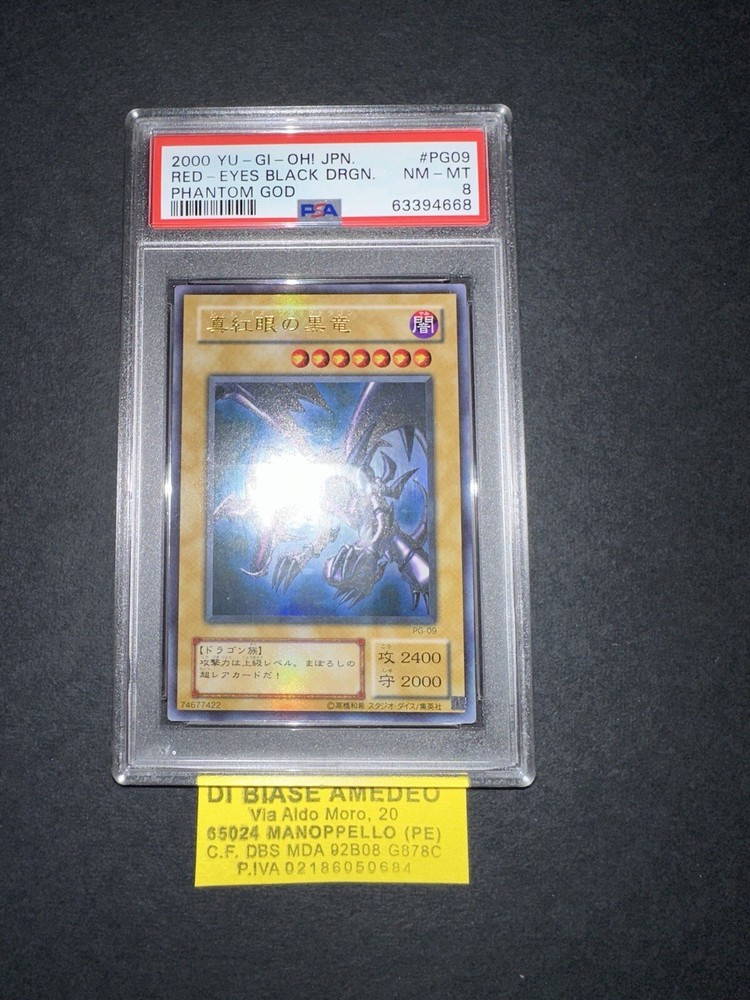 2000 YU-GI-OH! JPN. #PG09
RED-EYES BLACK DRGN. NM-MT
PHANTOM GOD 8
PSA 63394668
真紅眼の黒竜
闇
PG-09
【ドラゴン族】
攻撃力は上級レベル。まぼろしの
超レアカードだ!
攻 2400
守 2000
74677422
©高橋和希 スタジオ・ダイス/集英社
DI BIASE AMEDEO
Via Aldo Moro, 20
65024 MANOPPELLO (PE)
C.F. DBS MDA 92B08 G878C
P.IVA 02186050684